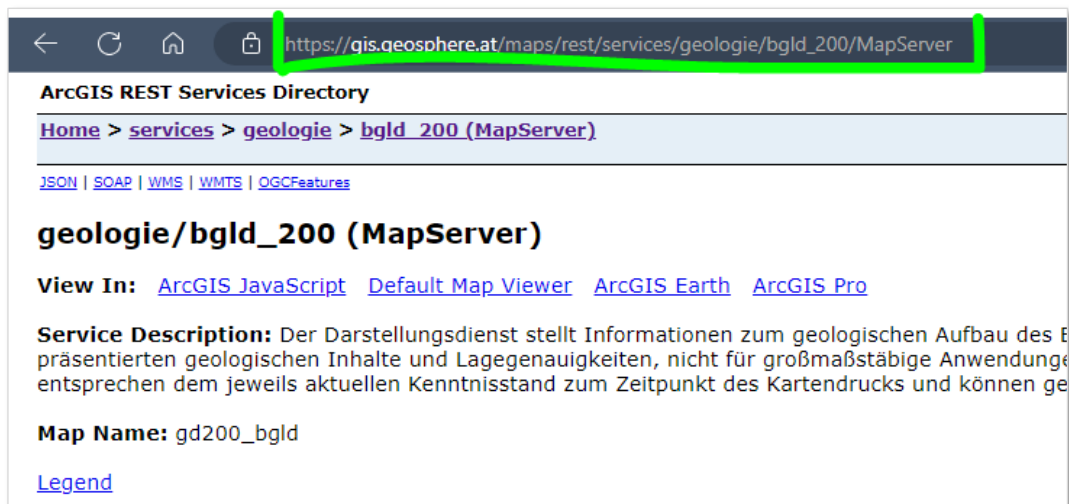 https://gis.geosphere.at/maps/rest/services/geologie/bgld_200/MapServer
ArcGIS REST Services Directory
Home > services > geologie > bgld_200 (MapServer)
JSON | SOAP | WMS | WMTS | OGCFeatures
geologie/bgld_200 (MapServer)
View In: ArcGIS JavaScript Default Map Viewer ArcGIS Earth ArcGIS Pro
Service Description: Der Darstellungsdienst stellt Informationen zum geologischen Aufbau des
präsentierten geologischen Inhalte und Lagegenauigkeiten, nicht für großmaßstäbige
entsprechen dem jeweils aktuellen Kenntnisstand zum Zeitpunkt des Kartendrucks und können
Map Name: gd200_bgld
Legend